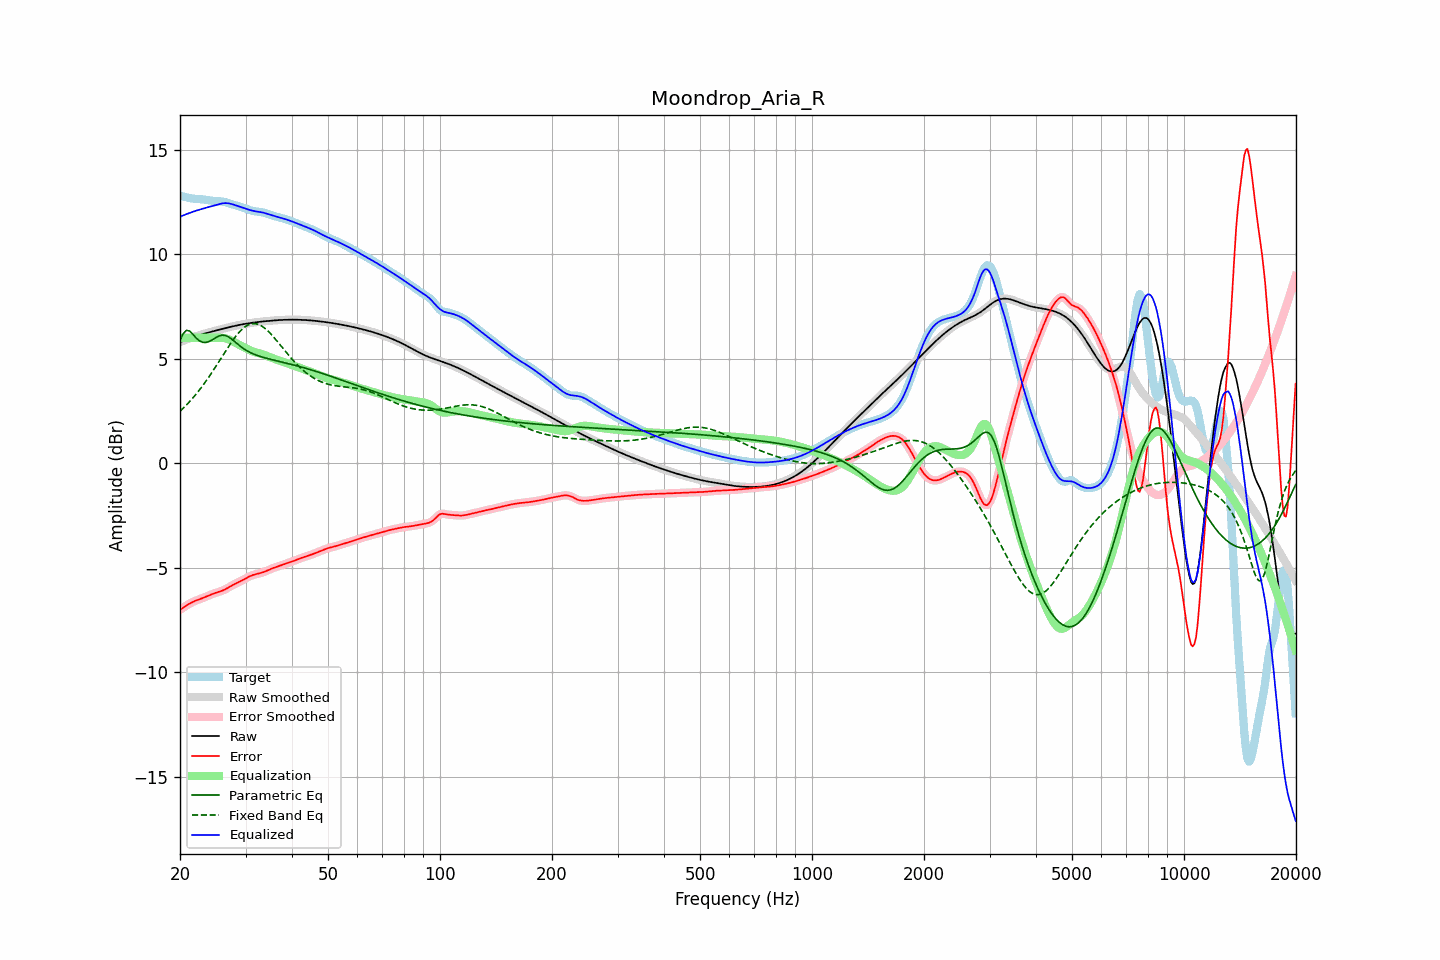 Moondrop_Aria_R
Amplitude (dBr)
15
10
5
0
−5
−10
−15
Target
Raw Smoothed
Error Smoothed
Raw
Error
Equalization
Parametric Eq
Fixed Band Eq
Equalized
20 50 100 200 500 1000 2000 5000 10000 20000
Frequency (Hz)